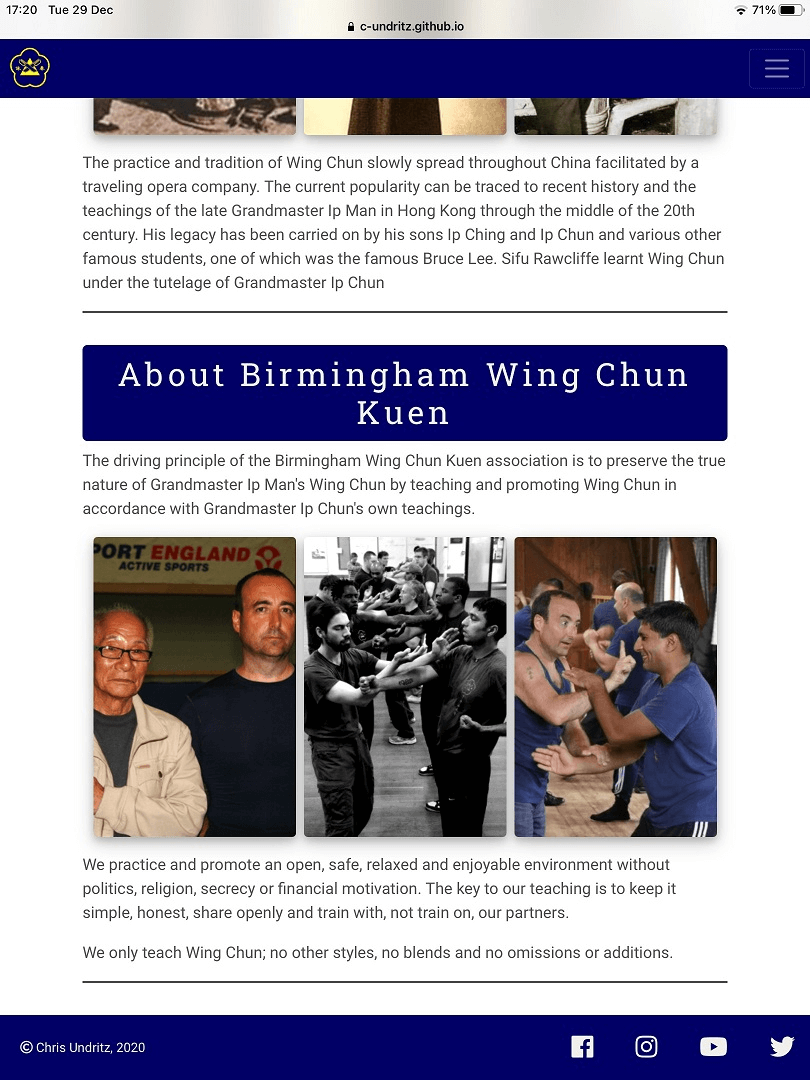 17:20 Tue 29 Dec
71%
c-undritz.github.io
The practice and tradition of Wing Chun slowly spread throughout China facilitated by a
traveling opera company. The current popularity can be traced to recent history and the
teachings of the late Grandmaster Ip Man in Hong Kong through the middle of the 20th
century. His legacy has been carried on by his sons Ip Ching and Ip Chun and various other
famous students, one of which was the famous Bruce Lee. Sifu Rawcliffe learnt Wing Chun
under the tutelage of Grandmaster Ip Chun
About Birmingham Wing Chun
Kuen
The driving principle of the Birmingham Wing Chun Kuen association is to preserve the true
nature of Grandmaster Ip Man's Wing Chun by teaching and promoting Wing Chun in
accordance with Grandmaster Ip Chun's own teachings.
PORT ENGLAND
ACTIVE SPORTS
We practice and promote an open, safe, relaxed and enjoyable environment without
politics, religion, secrecy or financial motivation. The key to our teaching is to keep it
simple, honest, share openly and train with, not train on, our partners.
We only teach Wing Chun; no other styles, no blends and no omissions or additions.
© Chris Undritz, 2020